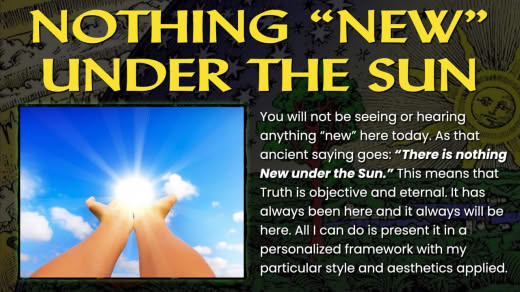 NOTHING “NEW”
UNDER THE SUN
You will not be seeing or hearing
anything “new” here today. As that
ancient saying goes: “There is nothing
New under the Sun.” This means that
Truth is objective and eternal. It has
always been here and it always will be
here. All I can do is present it in a
personalized framework with my
particular style and aesthetics applied.